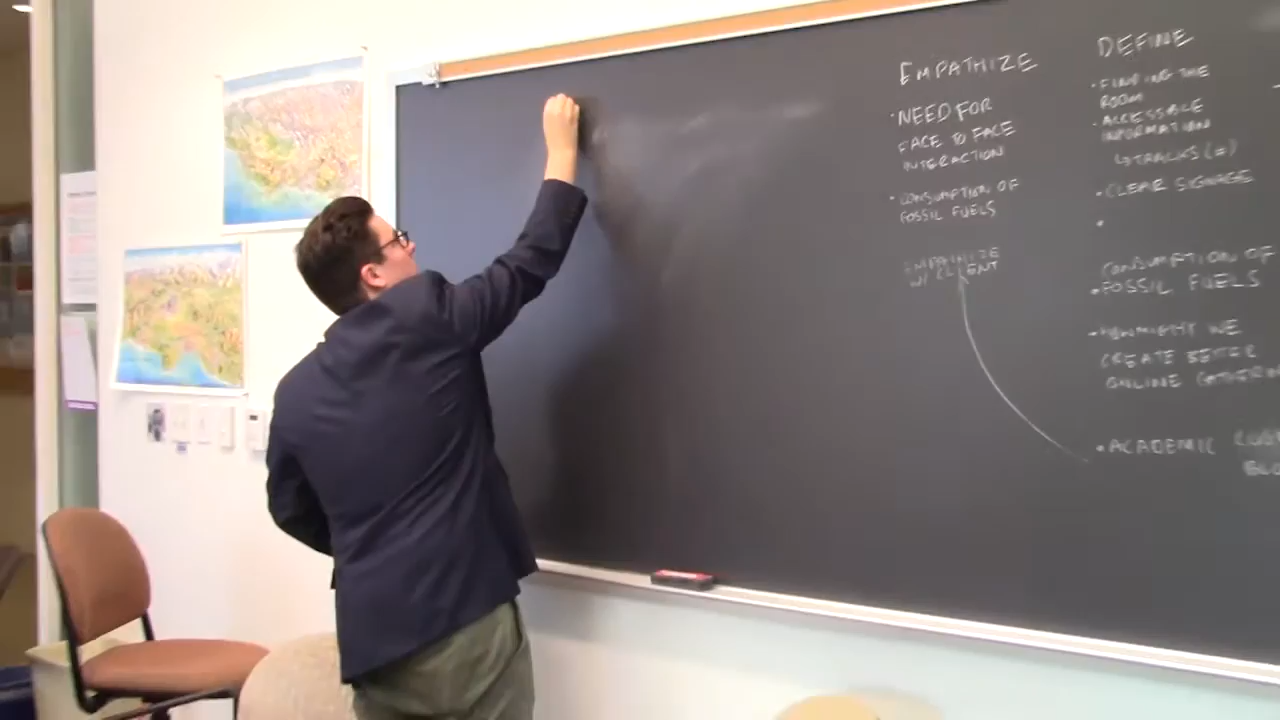 EMPATHIZE
• NEED FOR
FACE TO FACE
INTERACTION
• CONSUMPTION OF
FOSSIL FUELS
EMPATHIZE
W/ CLIENT
DEFINE
• FINDING THE
ROOM
• ACCESSIBLE
INFORMATION
↳ TRACKS (=)
• CLEAR SIGNAGE
•
CONSUMPTION OF
• FOSSIL FUELS
• HOW MIGHT WE
CREATE BETTER
ONLINE
• ACADEMIC